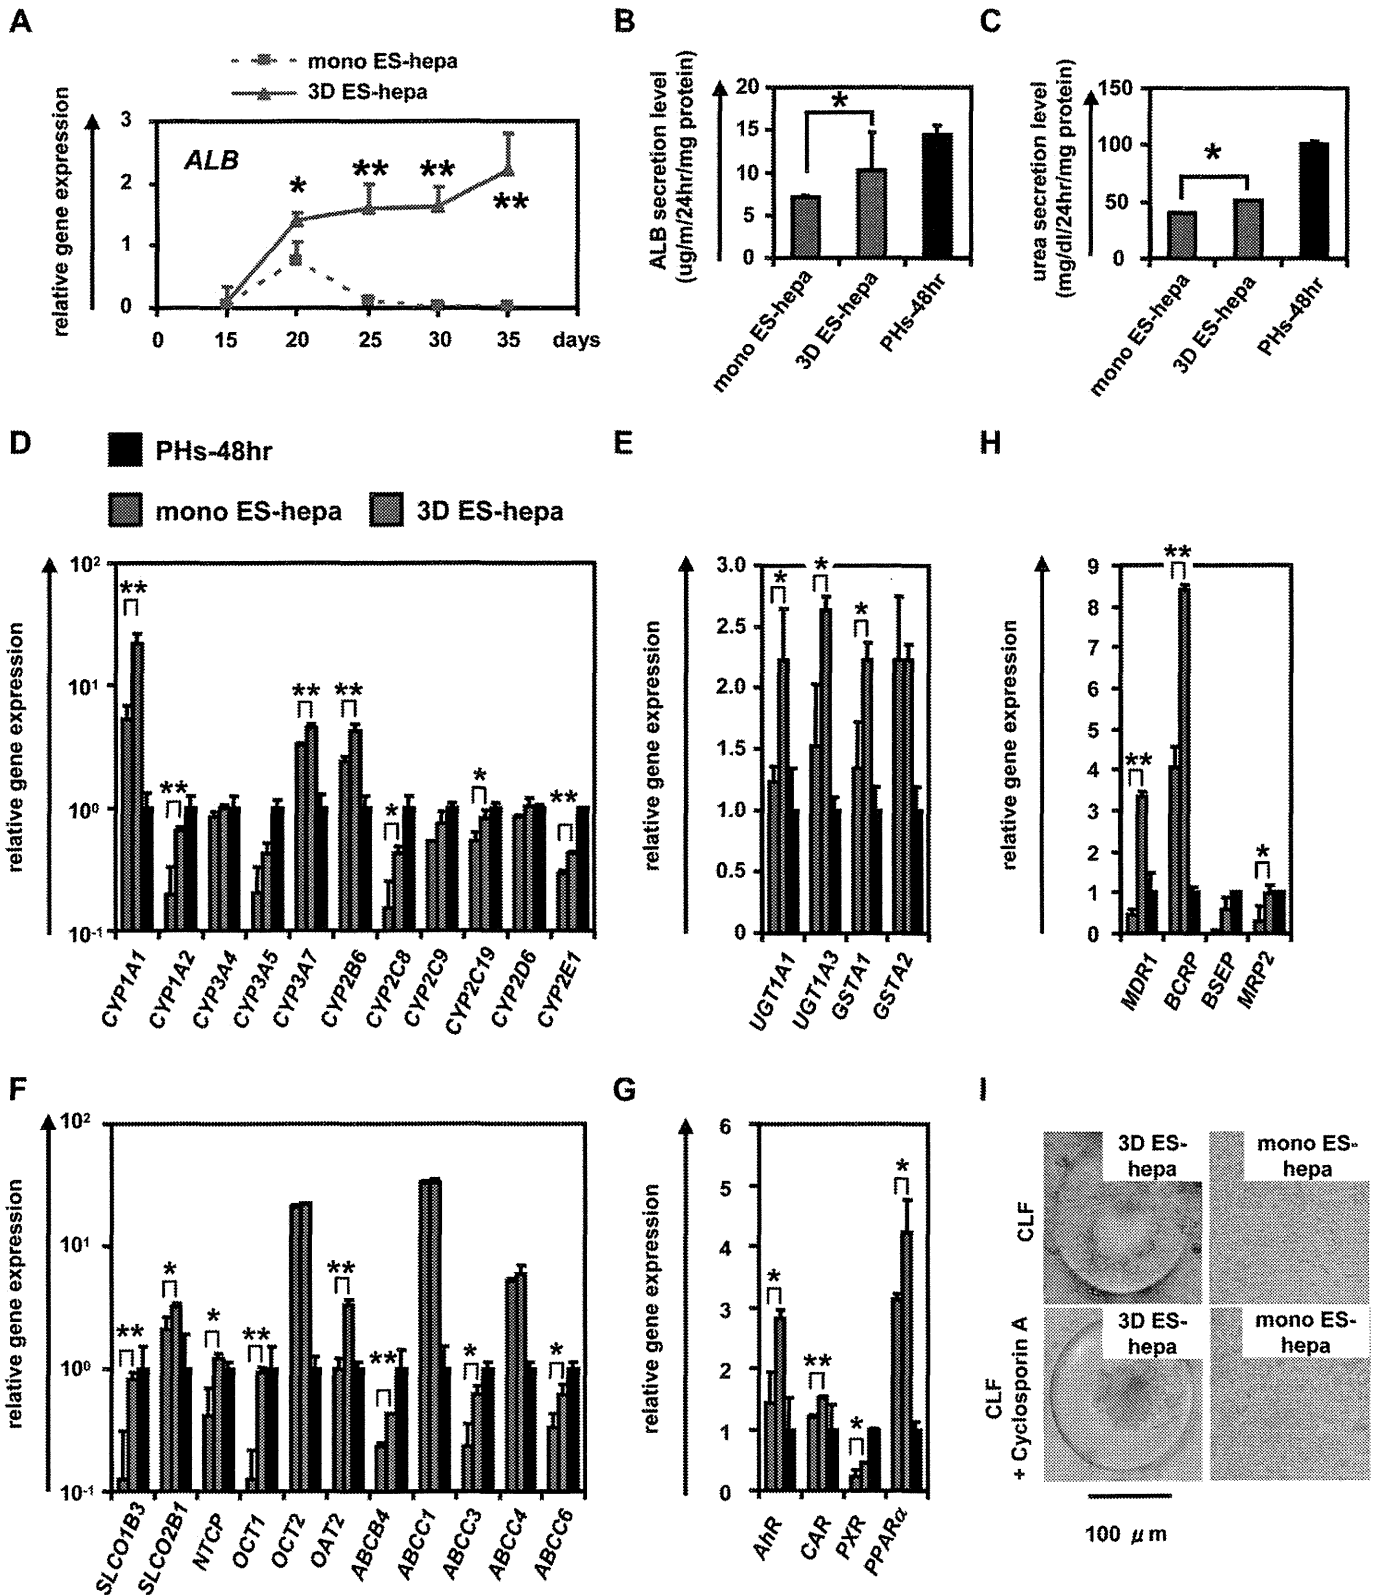 A
mono ES-hepa
3D ES-hepa
relative gene expression
3
2
1
0
ALB
*
**
**
**
0
15
20
25
30
35
days
B
ALB secretion level
(ug/m/24hr/mg protein)
20
15
10
5
0
*
mono ES-hepa
3D ES-hepa
PHs-48hr
C
urea secretion level
(mg/dl/24hr/mg protein)
150
100
50
0
*
mono ES-hepa
3D ES-hepa
PHs-48hr
D
PHs-48hr
mono ES-hepa
3D ES-hepa
relative gene expression
10²
10¹
10⁰
10⁻¹
**
**
**
**
*
*
**
CYP1A1
CYP1A2
CYP3A4
CYP3A5
CYP3A7
CYP2B6
CYP2C8
CYP2C9
CYP2C19
CYP2D6
CYP2E1
E
relative gene expression
3.0
2.5
2.0
1.5
1.0
0.5
0
*
*
*
UGT1A1
UGT1A3
GSTA1
GSTA2
H
relative gene expression
9
8
7
6
5
4
3
2
1
0
**
**
*
MDR1
BCRP
BSEP
MRP2
F
relative gene expression
10²
10¹
10⁰
10⁻¹
**
*
*
**
**
**
*
*
SLCO1B3
SLCO2B1
NTCP
OCT1
OCT2
OAT2
ABCB4
ABCC1
ABCC3
ABCC4
ABCC6
G
relative gene expression
6
5
4
3
2
1
0
*
**
*
*
AhR
CAR
PXR
PPARα
I
CLF
3D ES-
hepa
mono ES-
hepa
CLF
+ Cyclosporin A
3D ES-
hepa
mono ES-
hepa
100 μm